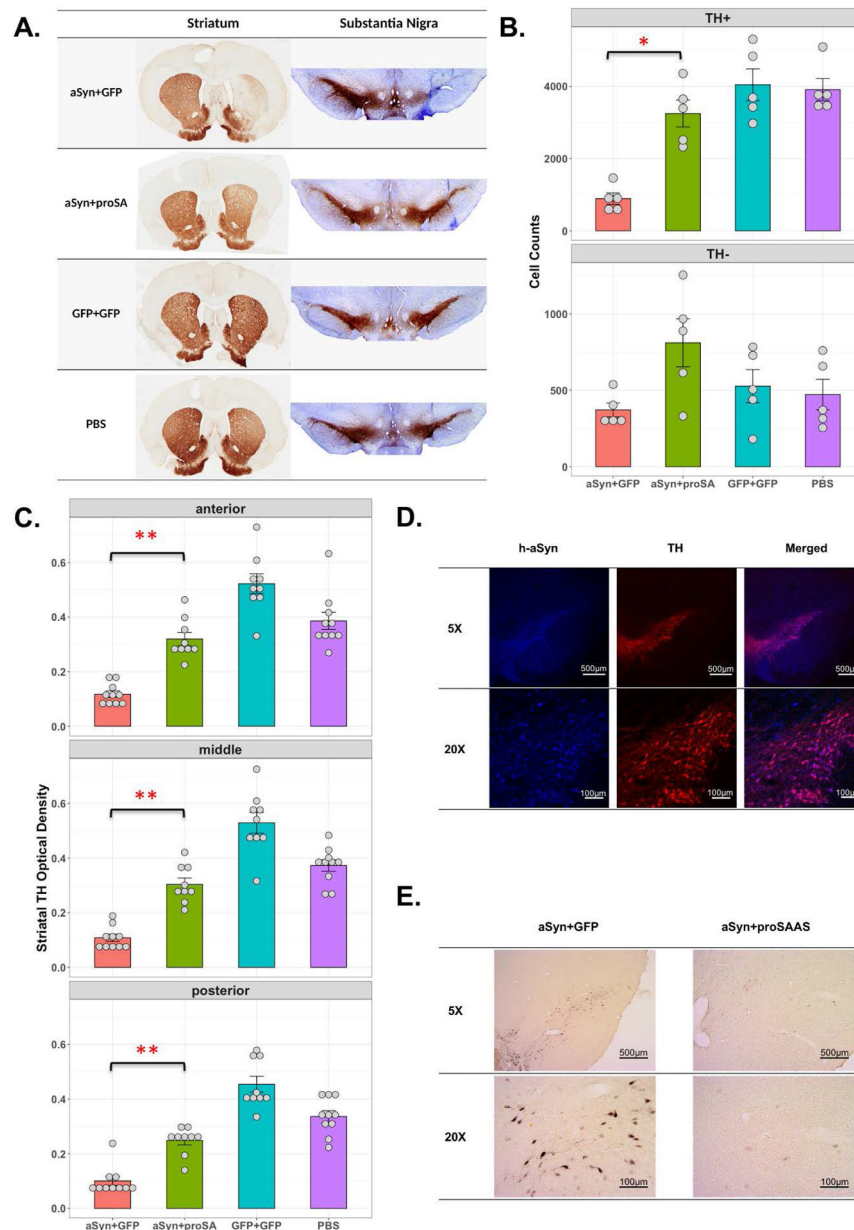 A.
Striatum Substantia Nigra
aSyn+GFP
aSyn+proSA
GFP+GFP
PBS
B.
TH+
*
4000
2000
0
TH-
1000
500
0
Cell Counts
aSyn+GFP aSyn+proSA GFP+GFP PBS
C.
anterior
**
0.6
0.4
0.2
0.0
middle
**
0.6
0.4
0.2
0.0
posterior
**
0.6
0.4
0.2
0.0
Striatal TH Optical Density
aSyn+GFP aSyn+proSA GFP+GFP PBS
D.
h-aSyn TH Merged
5X
500µm 500µm 500µm
20X
100µm 100µm 100µm
E.
aSyn+GFP aSyn+proSAAS
5X
500µm 500µm
20X
100µm 100µm